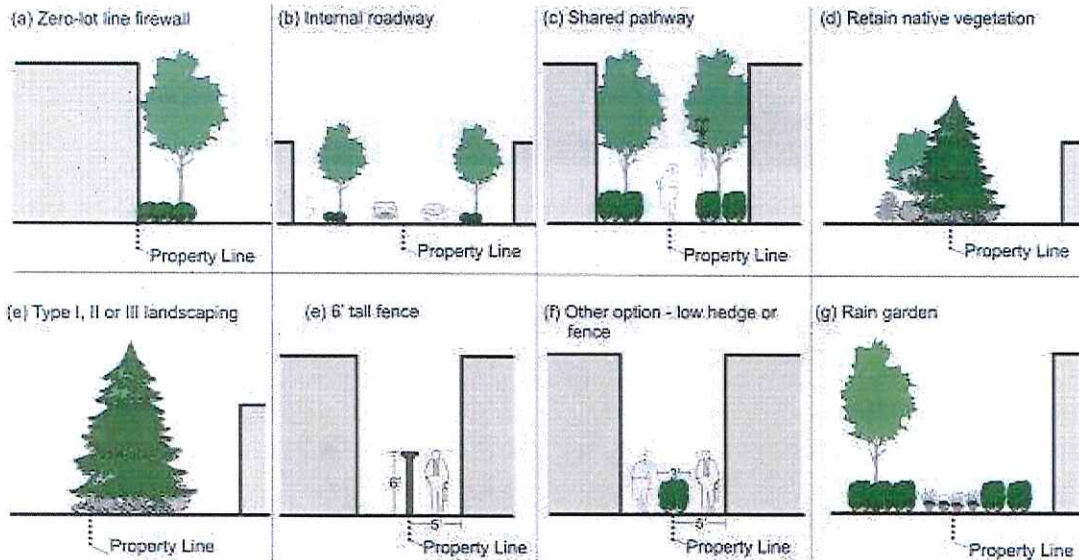 (a) Zero-lot line firewall
(b) Internal roadway
(c) Shared pathway
(d) Retain native vegetation
Property Line
Property Line
Property Line
Property Line
(e) Type I, II or III landscaping
(e) 6' tall fence
(f) Other option - low hedge or
fence
(g) Rain garden
6'
5'
3'
5'
Property Line
Property Line
Property Line
Property Line